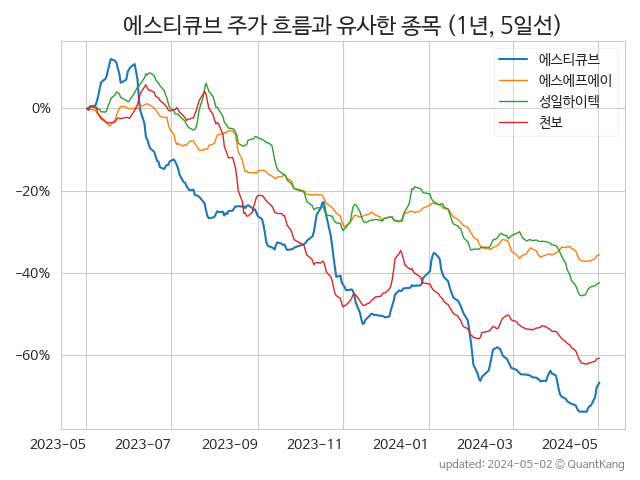 에스티큐브 주가 흐름과 유사한 종목 (1년, 5일선)
에스티큐브
에스에프에이
성일하이텍
천보
0%
−20%
−40%
−60%
2023-05 2023-07 2023-09 2023-11 2024-01 2024-03 2024-05
updated: 2024-05-02 © QuantKang